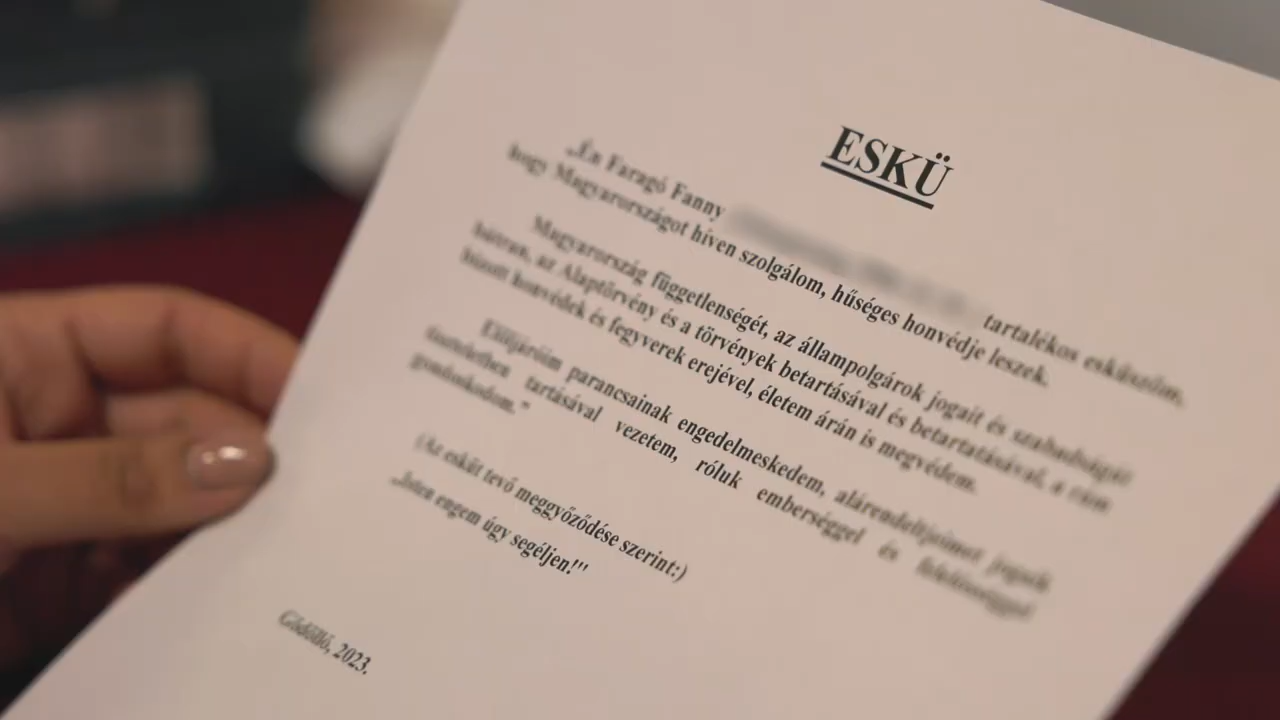 ESKÜ
„Én Faragó Fanny tartalékos esküszöm,
hogy Magyarországot híven szolgálom, hűséges honvédje leszek.
Magyarország függetlenségét, az állampolgárok jogait és szabadságát
bátran, az Alaptörvény és a törvények betartásával és betartatásával, a rám
bízott honvédek és fegyverek erejével, életem árán is megvédem.
Elöljáróim parancsainak engedelmeskedem, alárendeltjeimet jogaik
tiszteletben tartásával vezetem, róluk emberséggel és felelősséggel
gondoskodom."
(Az esküt tevő meggyőződése szerint:)
„Isten engem úgy segéljen!'"
Gödöllő, 2023.